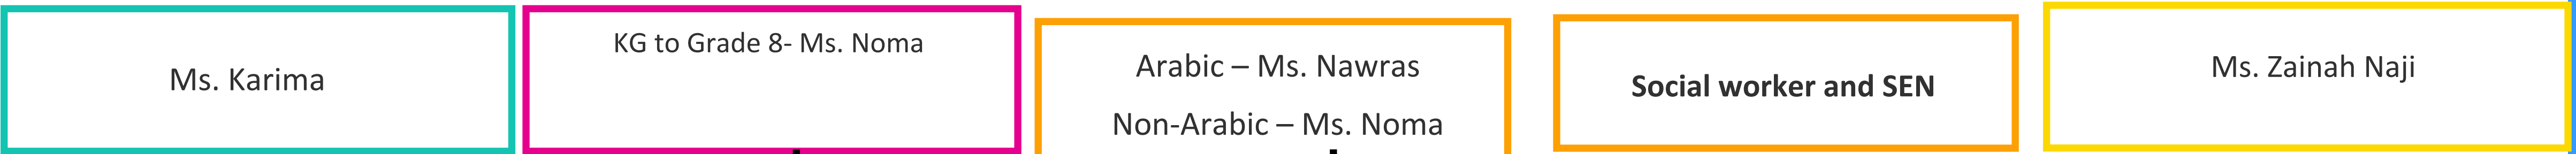 Ms. Karima
KG to Grade 8- Ms. Noma
Arabic – Ms. Nawras
Non-Arabic – Ms. Noma
Social worker and SEN
Ms. Zainah Naji